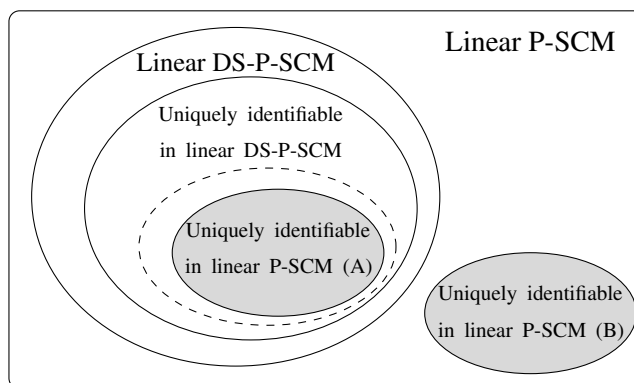 Linear P-SCM
Linear DS-P-SCM
Uniquely identifiable
in linear DS-P-SCM
Uniquely identifiable
in linear P-SCM (A)
Uniquely identifiable
in linear P-SCM (B)